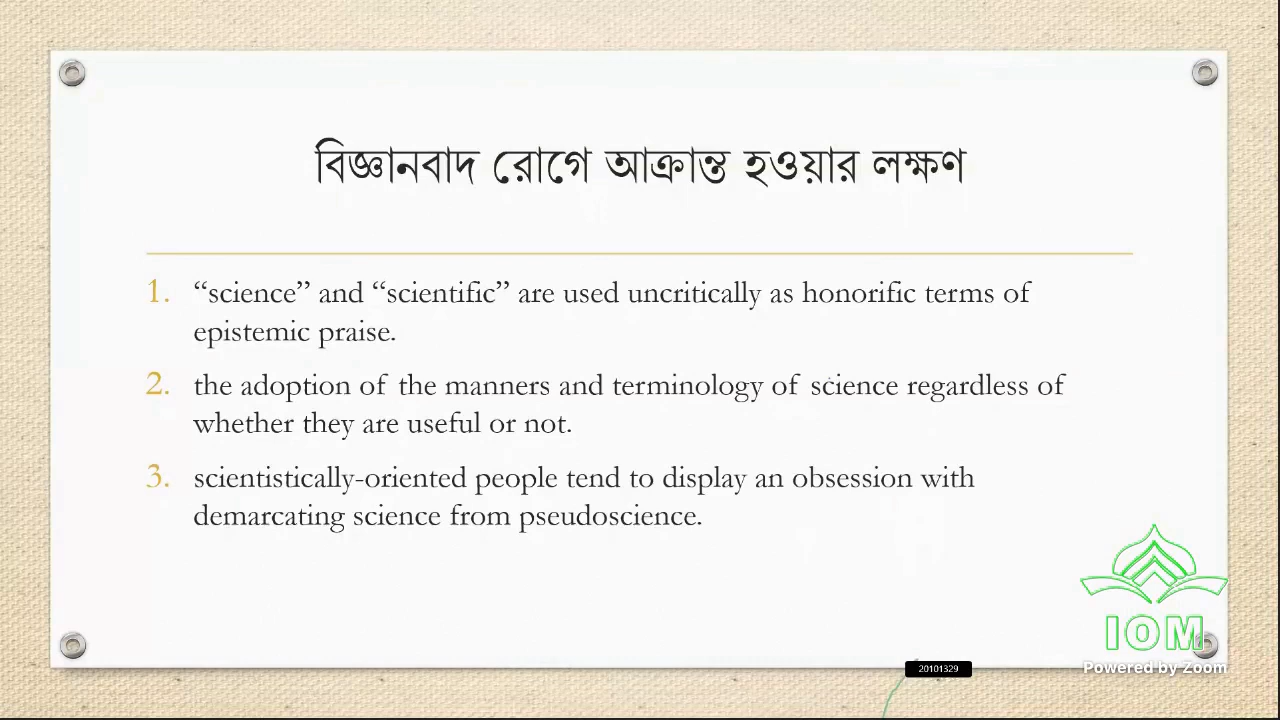 বিজ্ঞানবাদ রোগে আক্রান্ত হওয়ার লক্ষণ
1. “science” and “scientific” are used uncritically as honorific terms of
epistemic praise.
2. the adoption of the manners and terminology of science regardless of
whether they are useful or not.
3. scientistically-oriented people tend to display an obsession with
demarcating science from pseudoscience.
IOM
Powered by Zoom
20101329